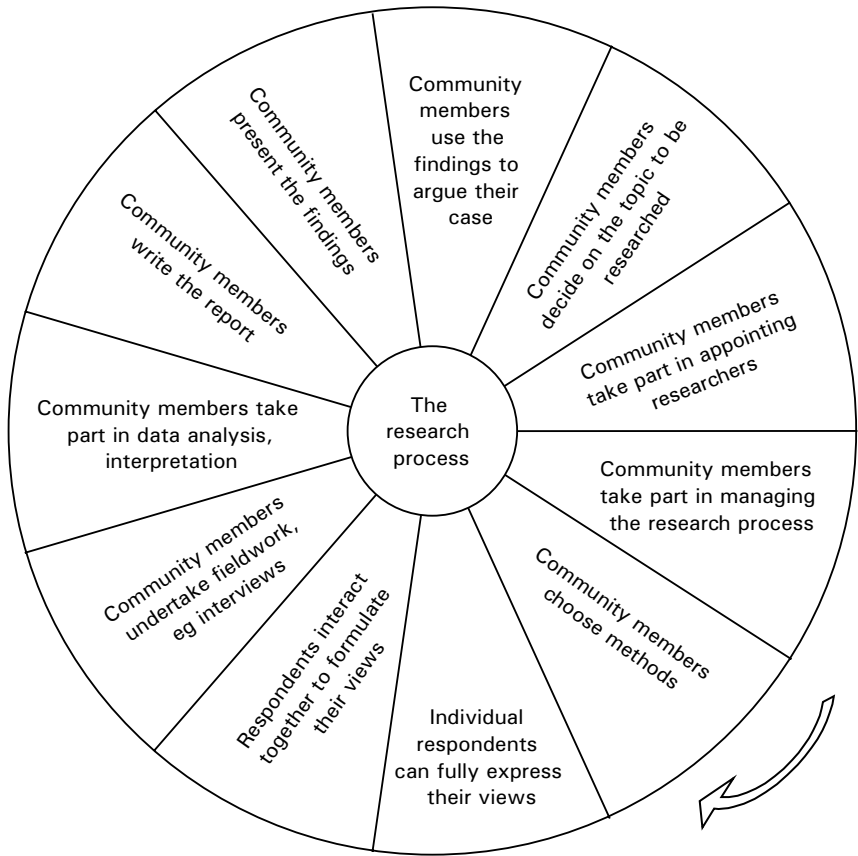 The
research
process
Community
members
use the
findings to
argue their
case
Community members
decide on the topic to be
researched
Community members
take part in appointing
researchers
Community members
take part in managing
the research process
Community members
choose methods
Individual
respondents
can fully express
their views
Respondents interact
together to formulate
their views
Community members
undertake fieldwork,
eg interviews
Community members take
part in data analysis,
interpretation
Community members
write the report
Community members
present the findings